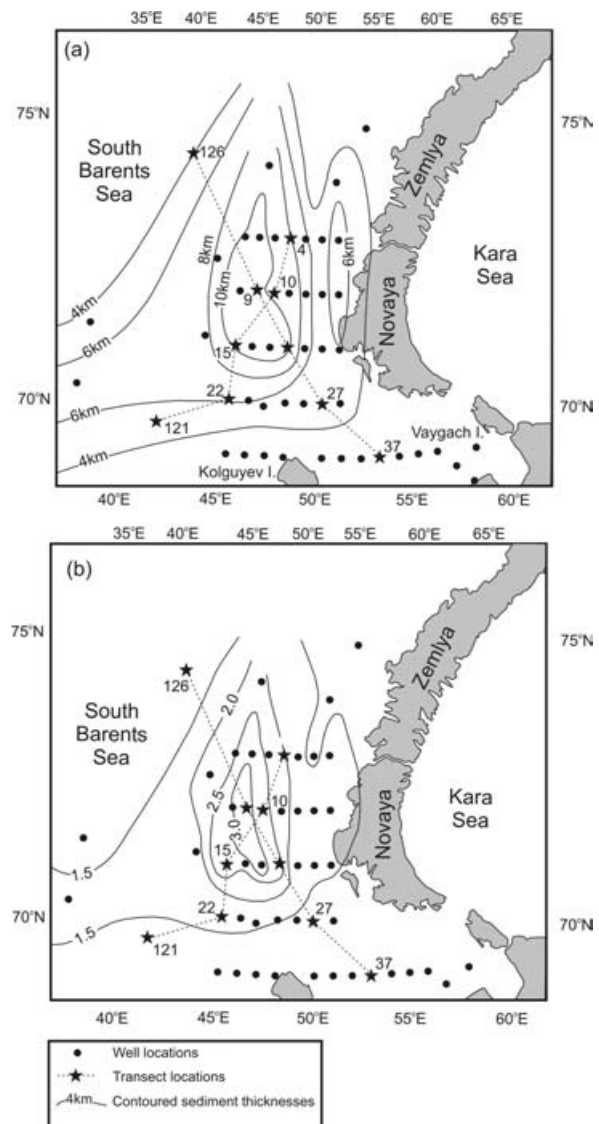 35°E 40°E 45°E 50°E 55°E 60°E 65°E
(a)
75°N
75°N
South
Barents
Sea
126
Zemlya
Kara
Sea
Novaya
8km
10km
6km
4
9
10
4km
6km
15
70°N
70°N
22
27
121
6km
4km
37
Vaygach I.
Kolguyev I.
40°E 45°E 50°E 55°E 60°E
35°E 40°E 45°E 50°E 55°E 60°E 65°E
(b)
75°N
75°N
126
2.0
South
Barents
Sea
Zemlya
Kara
Sea
Novaya
2.5
3.0
10
15
1.5
70°N
70°N
22
27
1.5
121
37
40°E 45°E 50°E 55°E 60°E
Well locations
Transect locations
4km Contoured sediment thicknesses